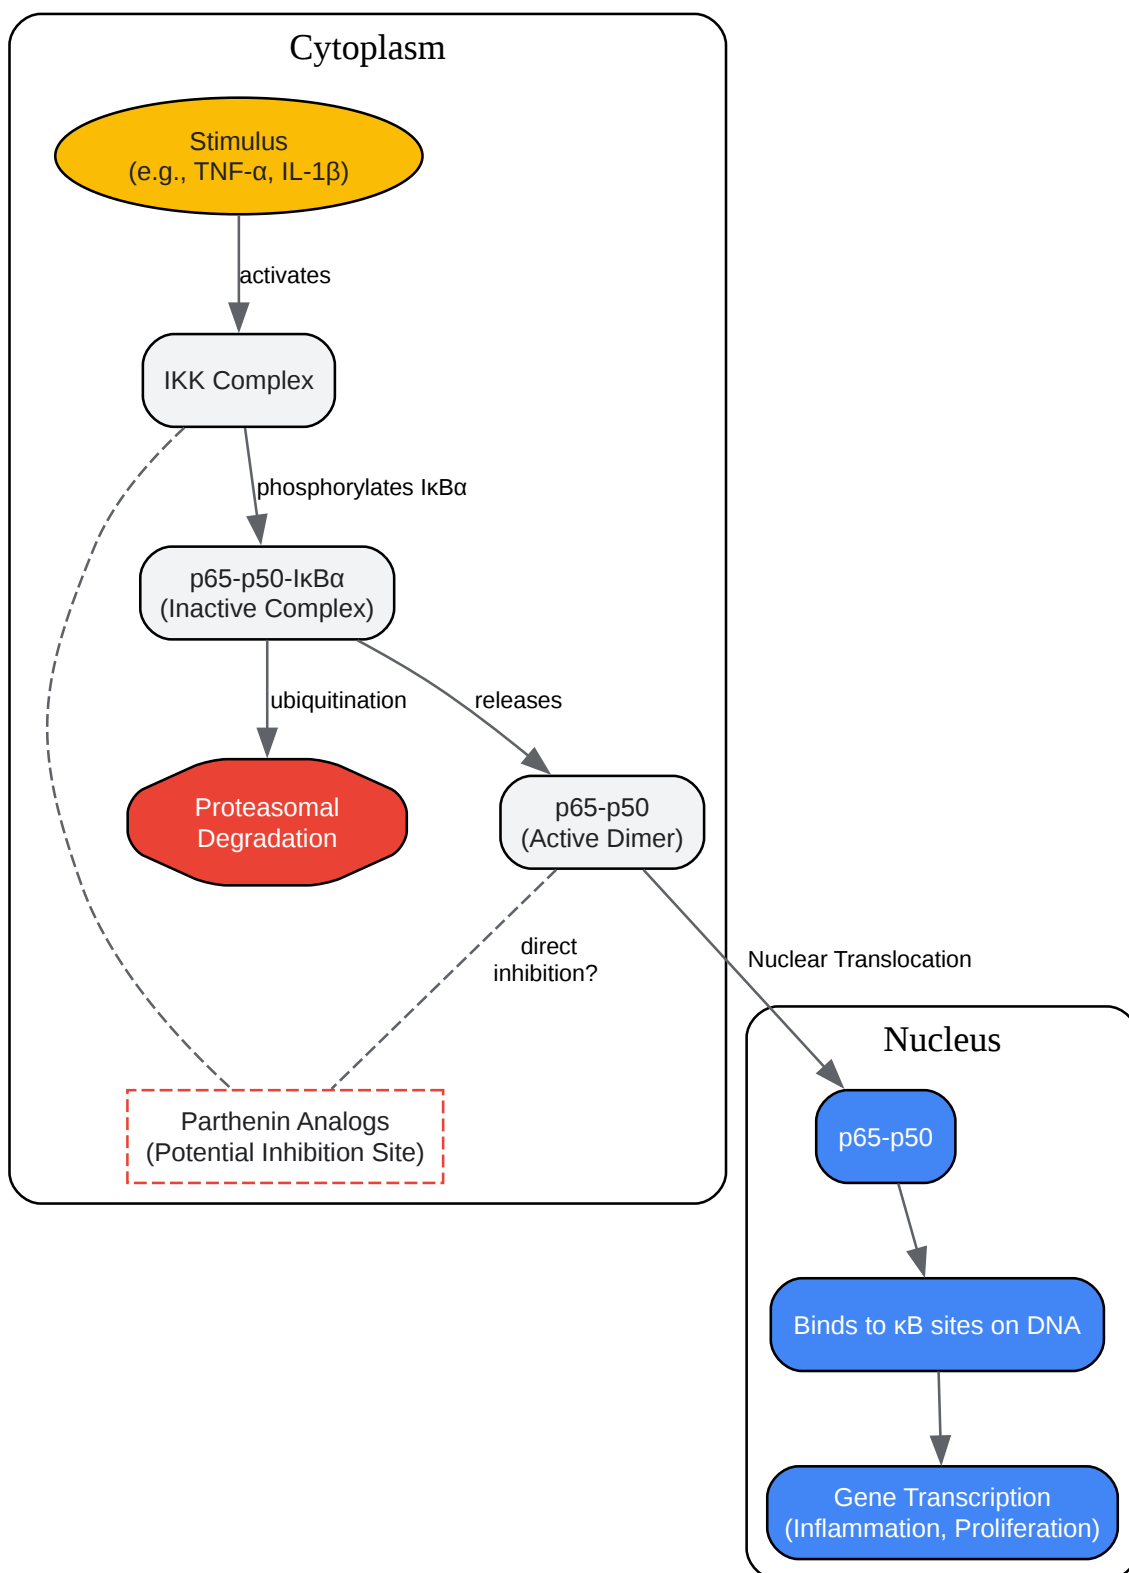 Cytoplasm
Stimulus
(e.g., TNF-α, IL-1β)
activates
IKK Complex
phosphorylates IκBα
p65-p50-IκBα
(Inactive Complex)
ubiquitination
releases
Proteasomal
Degradation
p65-p50
(Active Dimer)
direct
inhibition?
Nuclear Translocation
Parthenin Analogs
(Potential Inhibition Site)
Nucleus
p65-p50
Binds to κB sites on DNA
Gene Transcription
(Inflammation, Proliferation)